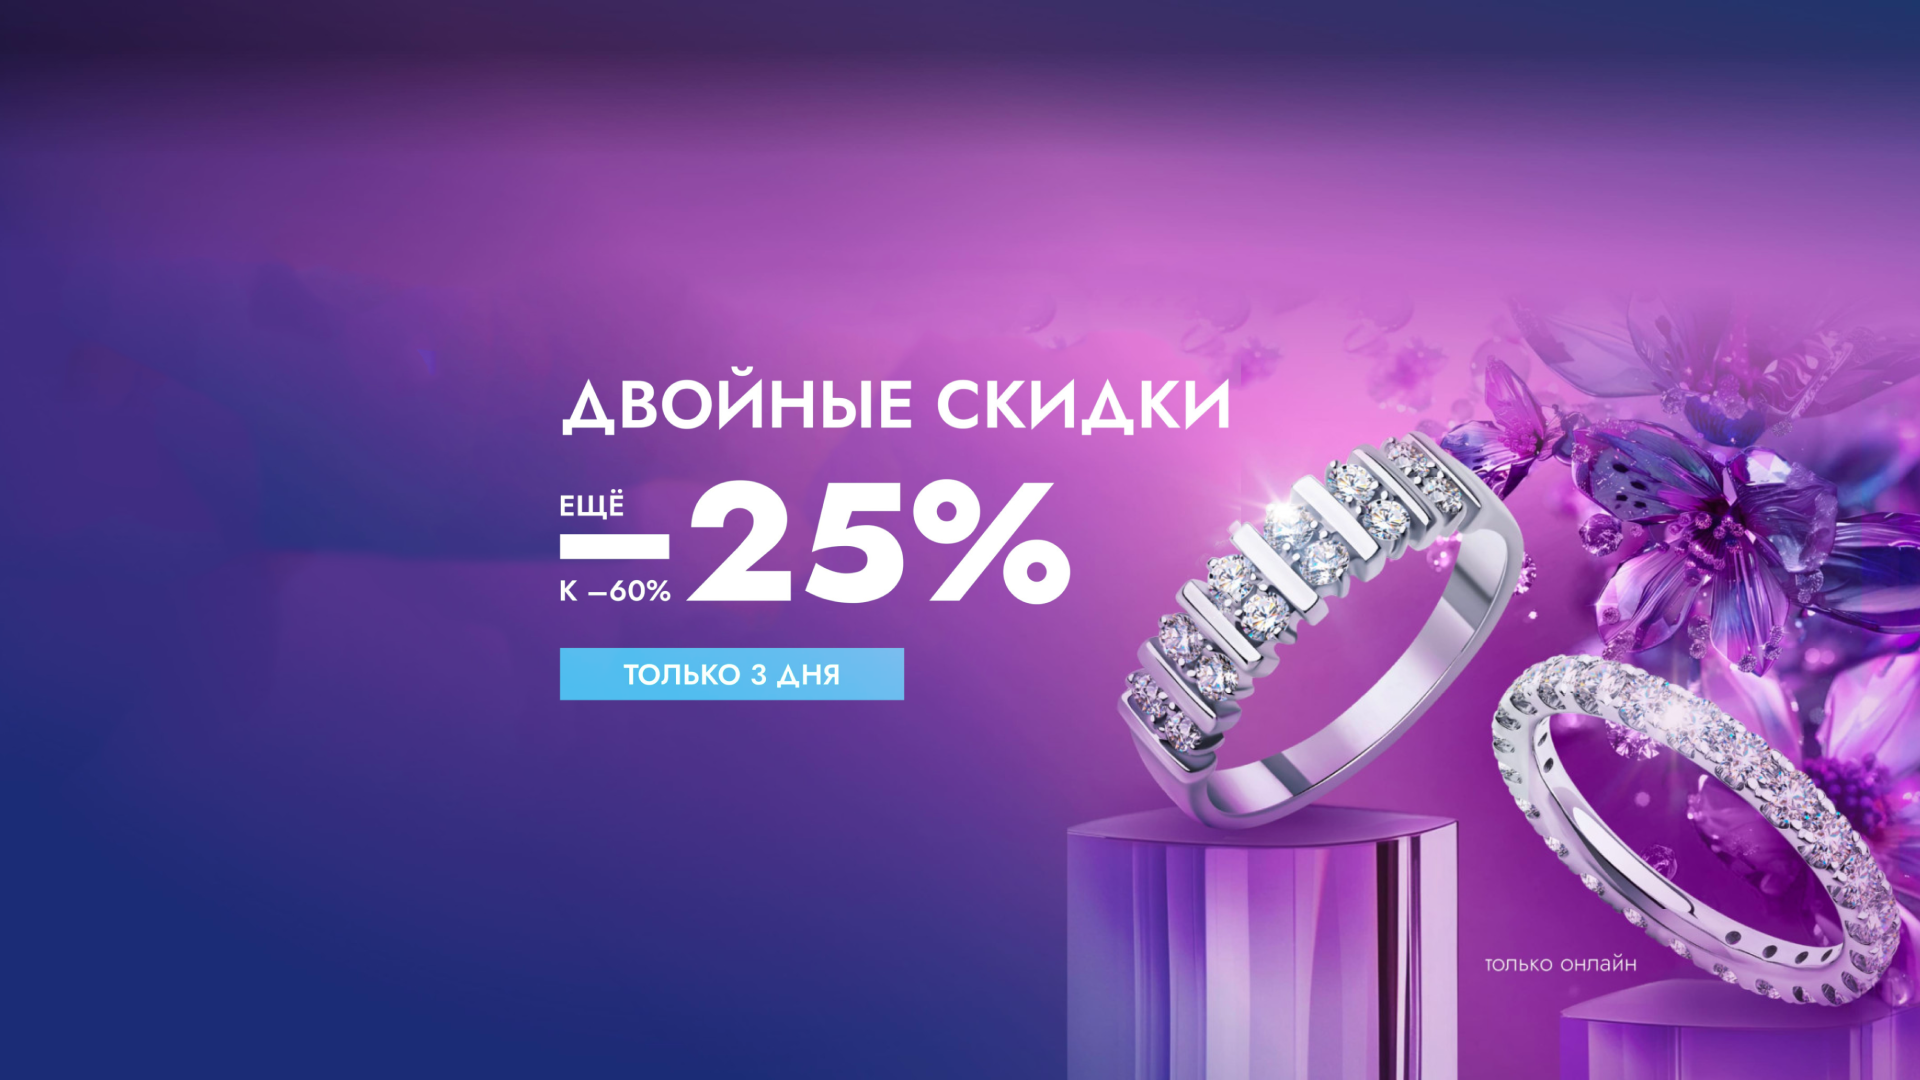 ДВОЙНЫЕ СКИДКИ
ЕЩЁ
–25%
К –60%
ТОЛЬКО 3 ДНЯ
только онлайн